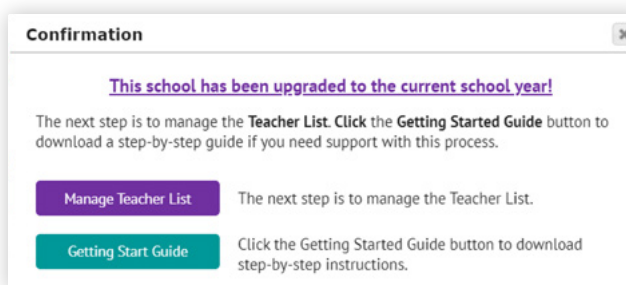 Confirmation
This school has been upgraded to the current school year!
The next step is to manage the Teacher List. Click the Getting Started Guide button to
download a step-by-step guide if you need support with this process.
Manage Teacher List
The next step is to manage the Teacher List.
Getting Start Guide
Click the Getting Started Guide button to download
step-by-step instructions.